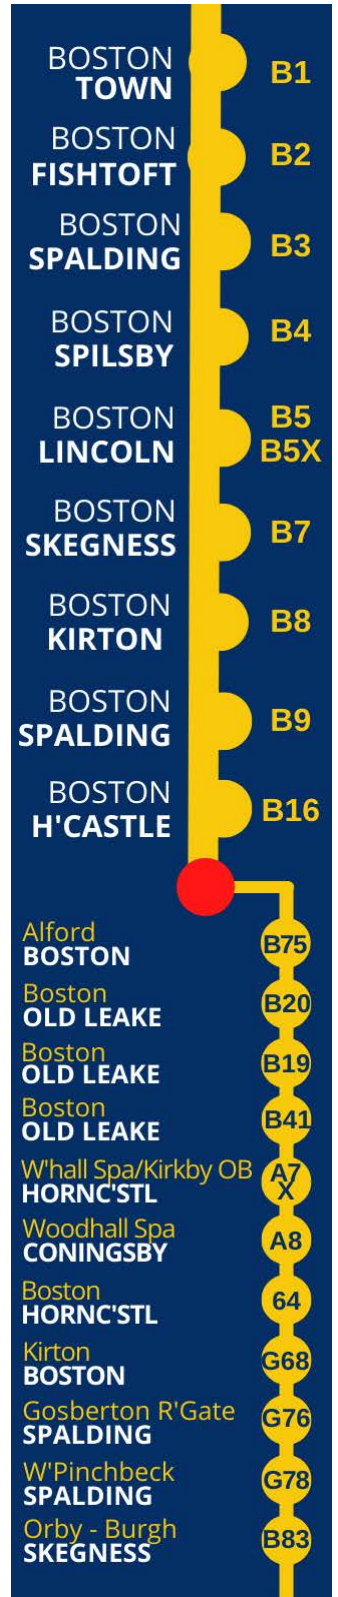 BOSTON
TOWN
B1
BOSTON
FISHTOFT
B2
BOSTON
SPALDING
B3
BOSTON
SPILSBY
B4
BOSTON
LINCOLN
B5
B5X
BOSTON
SKEGNESS
B7
BOSTON
KIRTON
B8
BOSTON
SPALDING
B9
BOSTON
H'CASTLE
B16
Alford
BOSTON
B75
Boston
OLD LEAKE
B20
Boston
OLD LEAKE
B19
Boston
OLD LEAKE
B41
W'hall Spa/Kirkby OB
HORNC'STL
A7
X
Woodhall Spa
CONINGSBY
A8
Boston
HORNC'STL
64
Kirton
BOSTON
G68
Gosberton R'Gate
SPALDING
G76
W'Pinchbeck
SPALDING
G78
Orby - Burgh
SKEGNESS
B83